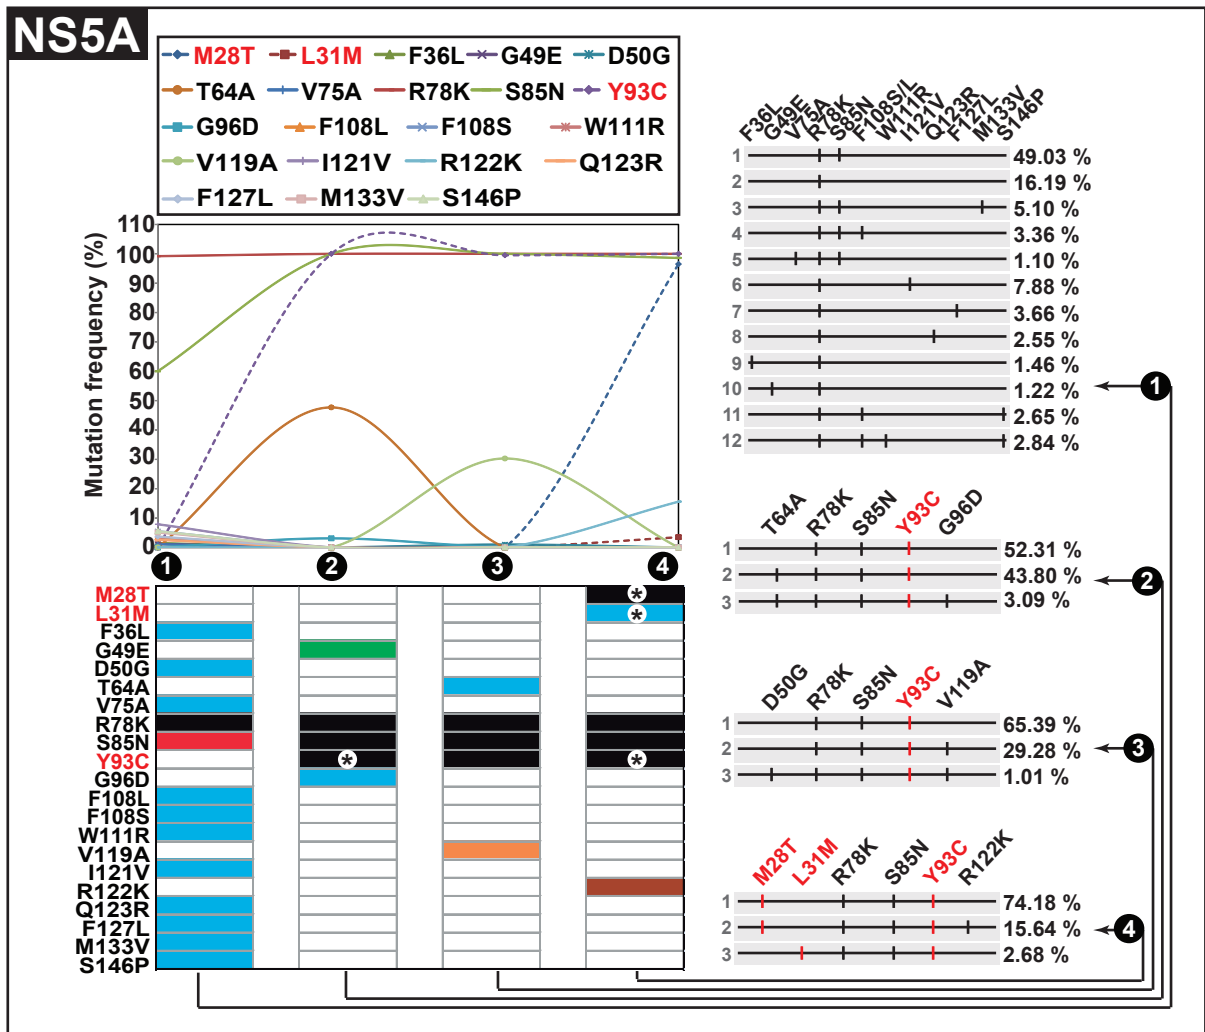 NS5A
M28T L31M F36L G49E D50G
T64A V75A R78K S85N Y93C
G96D F108L F108S W111R
V119A I121V R122K Q123R
F127L M133V S146P
Mutation frequency (%)
110
100
90
80
70
60
50
40
30
20
10
0
1 2 3 4
M28T *
L31M *
F36L
G49E
D50G
T64A
V75A
R78K
S85N
Y93C * *
G96D
F108L
F108S
W111R
V119A
I121V
R122K
Q123R
F127L
M133V
S146P
F36L G49E V75A R78K S85N F108S/L W111R I121V Q123R F127L M133V S146P
1 49.03 %
2 16.19 %
3 5.10 %
4 3.36 %
5 1.10 %
6 7.88 %
7 3.66 %
8 2.55 %
9 1.46 %
10 1.22 %
11 2.65 %
12 2.84 %
1
T64A R78K S85N Y93C G96D
1 52.31 %
2 43.80 %
3 3.09 %
2
D50G R78K S85N Y93C V119A
1 65.39 %
2 29.28 %
3 1.01 %
3
M28T L31M R78K S85N Y93C R122K
1 74.18 %
2 15.64 %
3 2.68 %
4